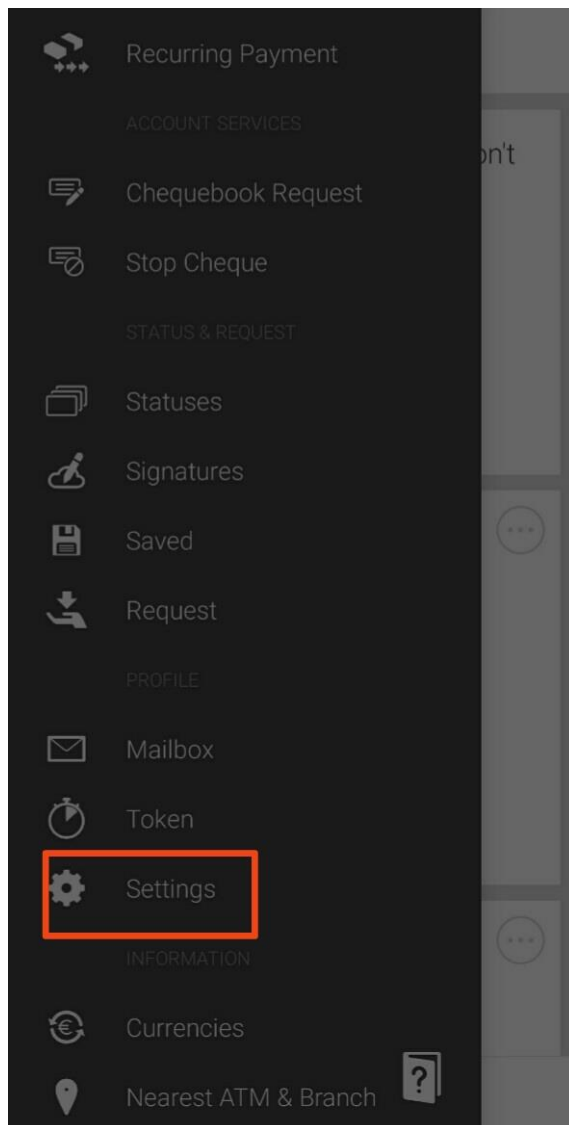 Recurring Payment
ACCOUNT SERVICES
Chequebook Request
Stop Cheque
STATUS & REQUEST
Statuses
Signatures
Saved
Request
PROFILE
Mailbox
Token
Settings
INFORMATION
Currencies
Nearest ATM & Branch
?
on't